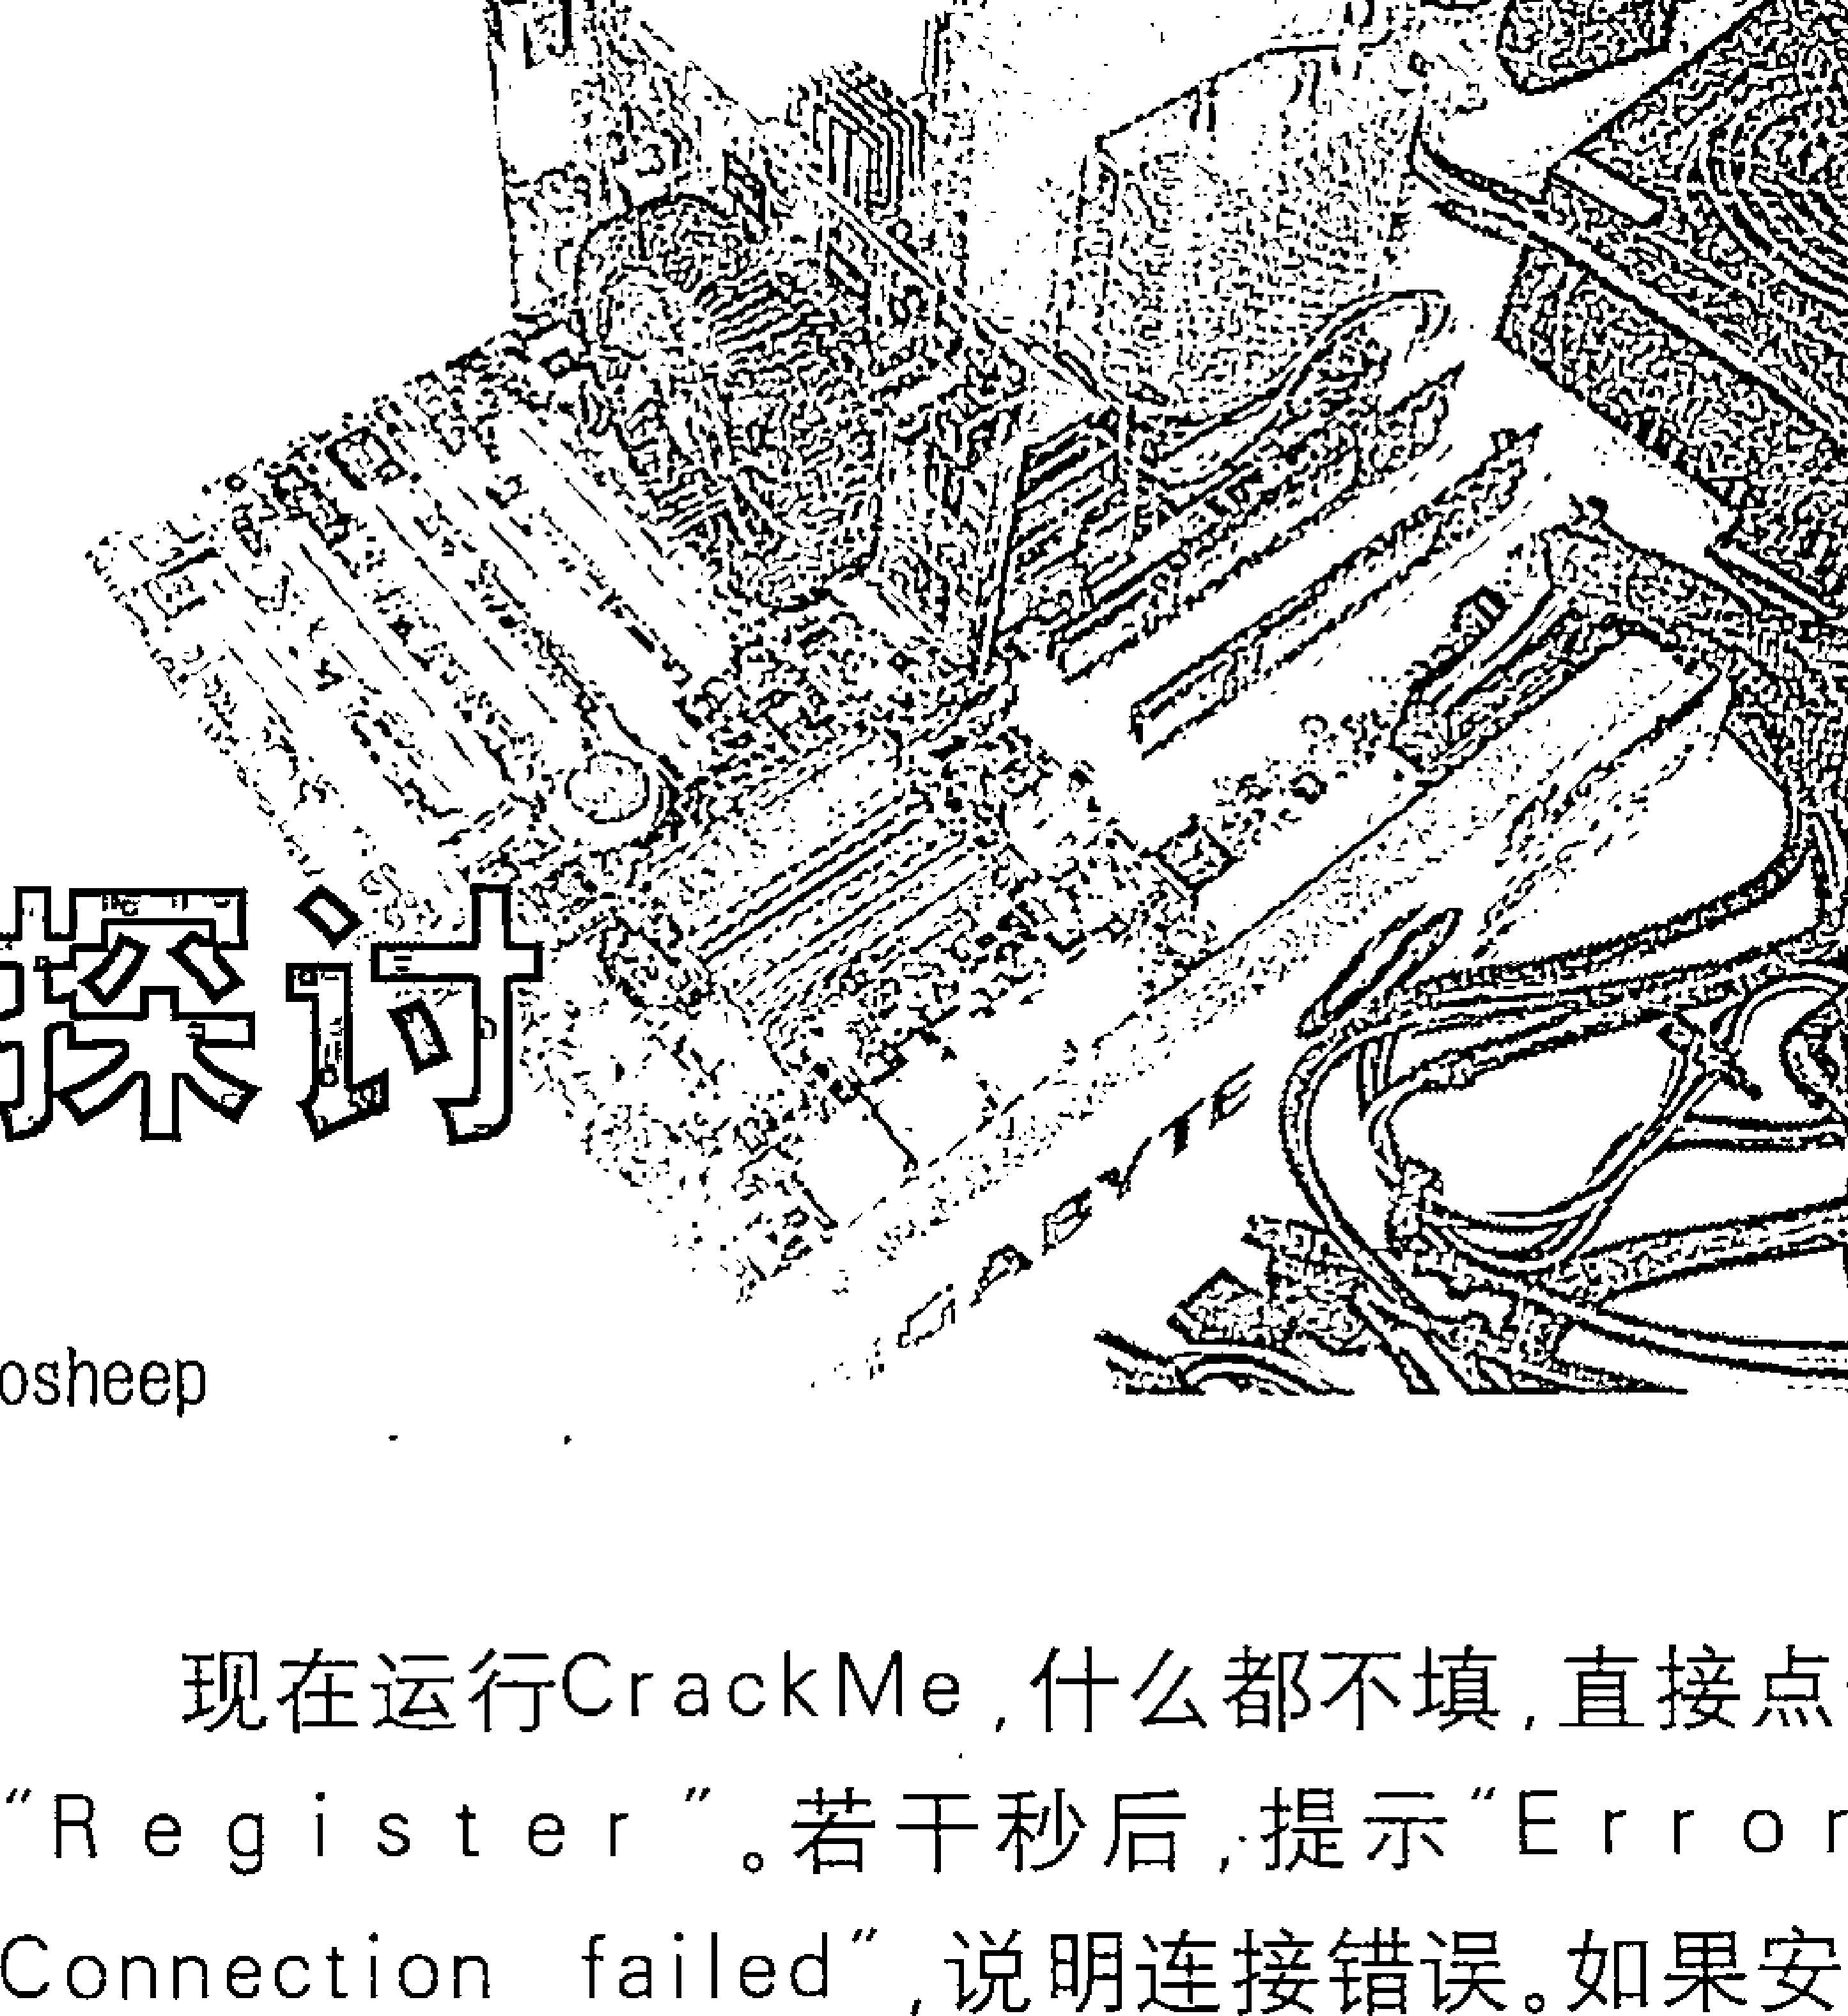 探讨
osheep
现在运行CrackMe,什么都不填,直接点
“Register”。若干秒后,提示“Error
Connection failed”,说明连接错误。如果安